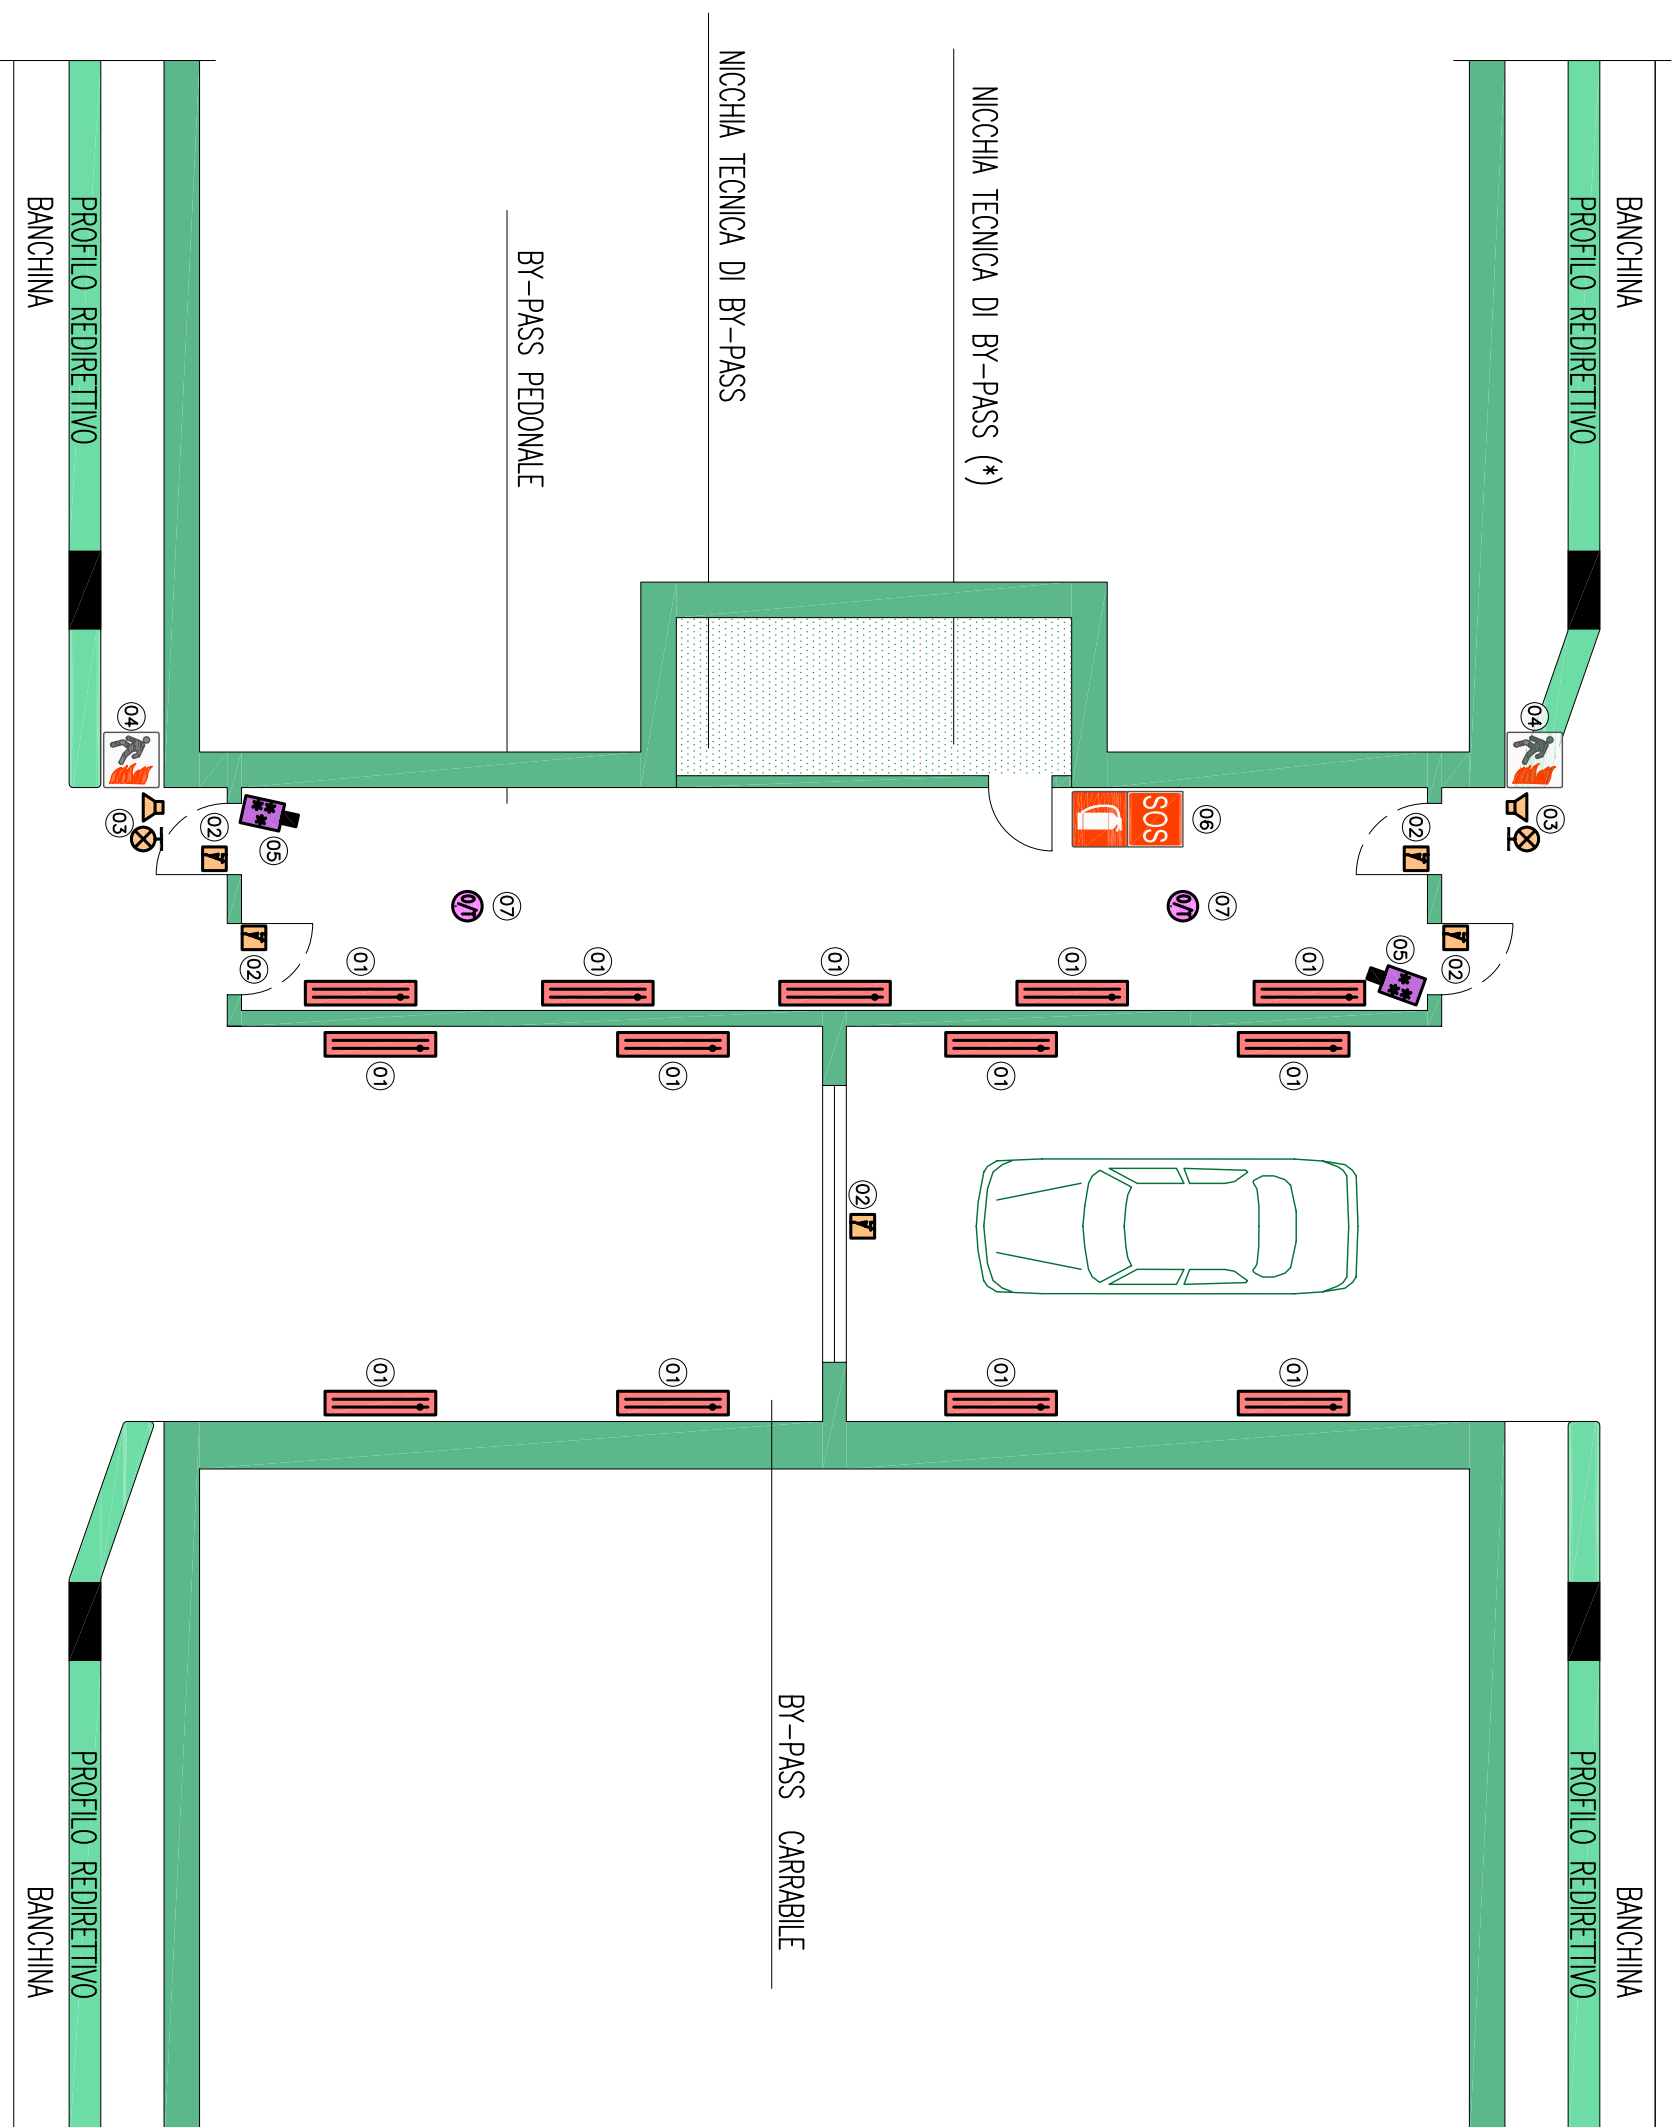 BANCHINA
PROFILO REDIRETTIVO
BANCHINA
PROFILO REDIRETTIVO
NICCHIA TECNICA DI BY-PASS (*)
NICCHIA TECNICA DI BY-PASS
BY-PASS PEDONALE
PROFILO REDIRETTIVO
BANCHINA
PROFILO REDIRETTIVO
BANCHINA
BY-PASS CARRABILE
04
03
02
02
05
06
SOS
07
01
01
01
01
01
07
05
02
02
03
04
01
01
01
01
02
01
01
01
01